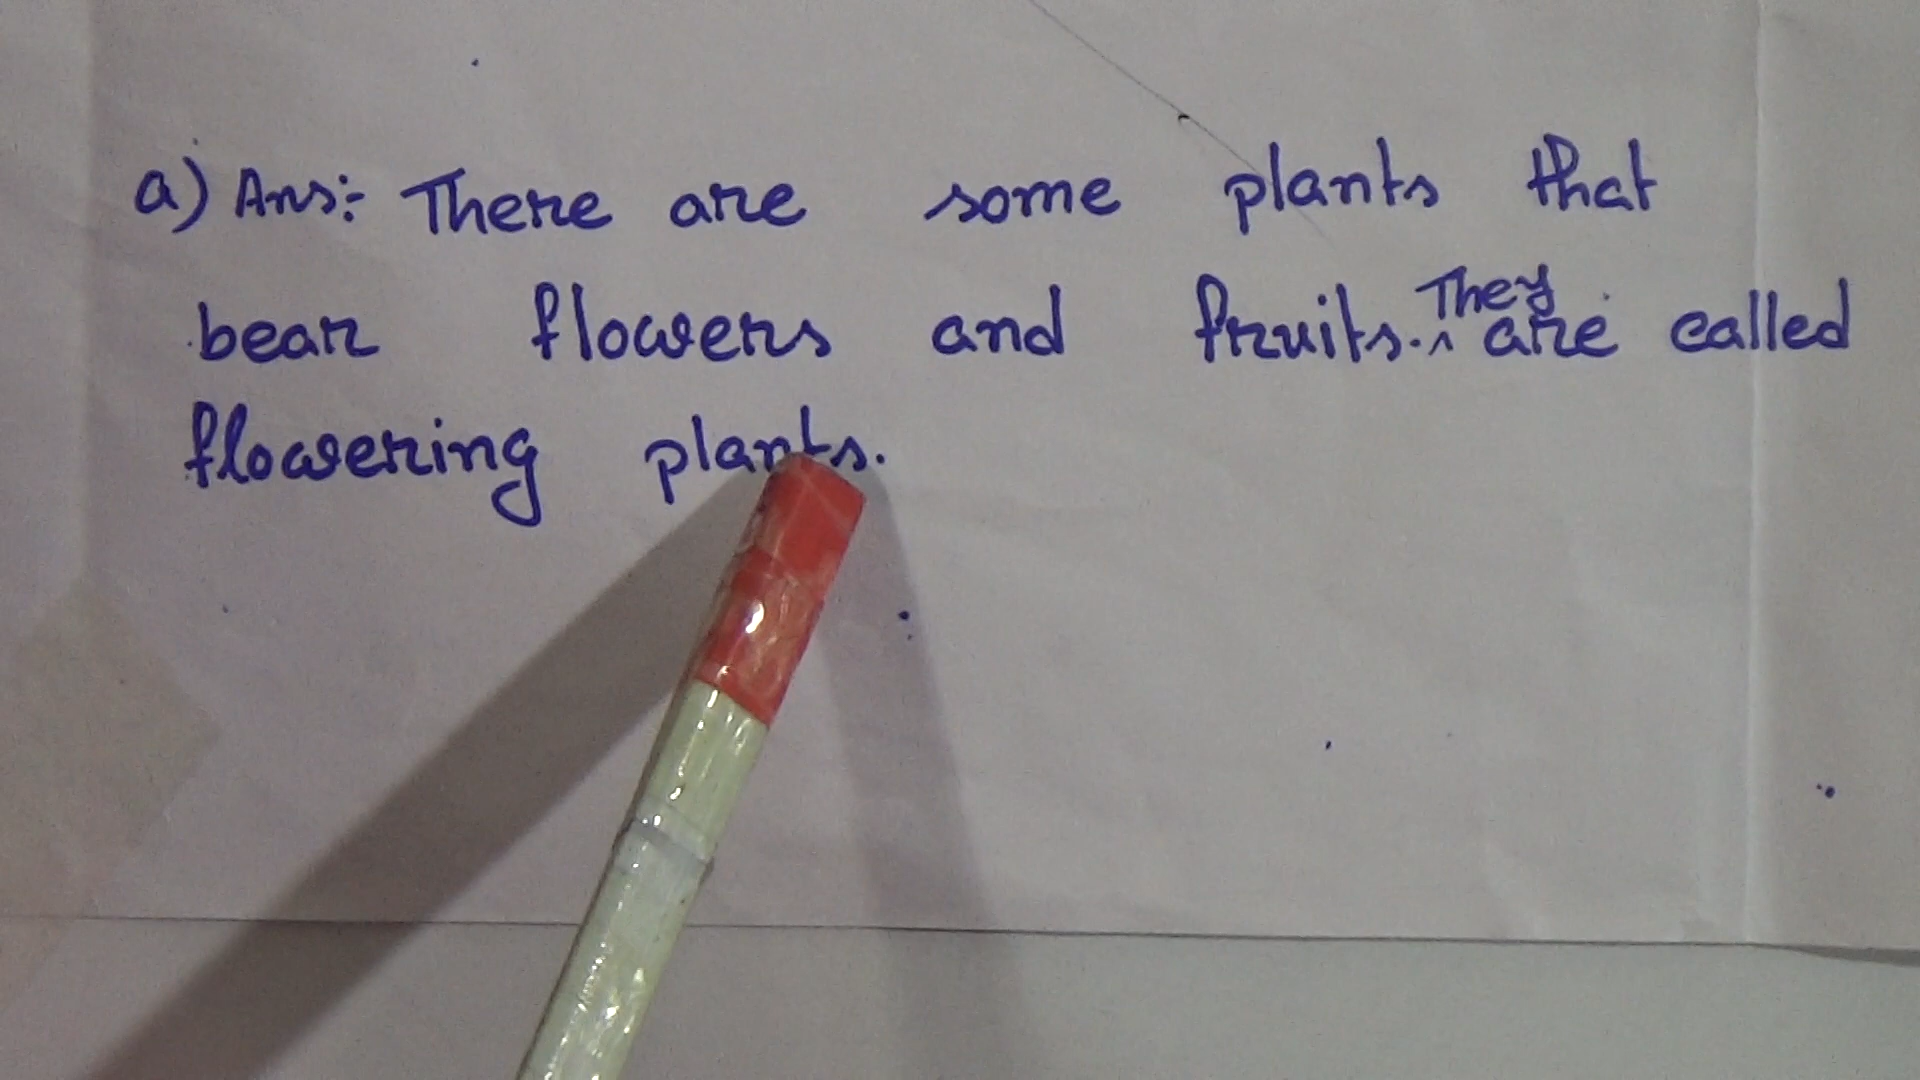 a) Ans:- There are some plants that
bear flowers and fruits. They are called
flowering plants.